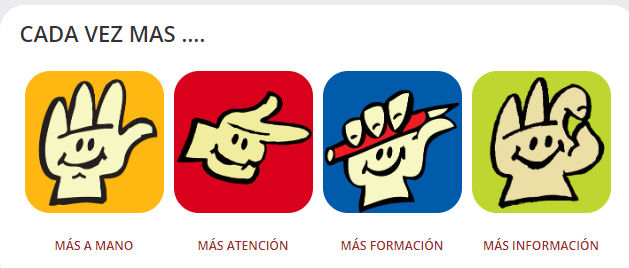 CADA VEZ MAS ....
MÁS A MANO
MÁS ATENCIÓN
MÁS FORMACIÓN
MÁS INFORMACIÓN